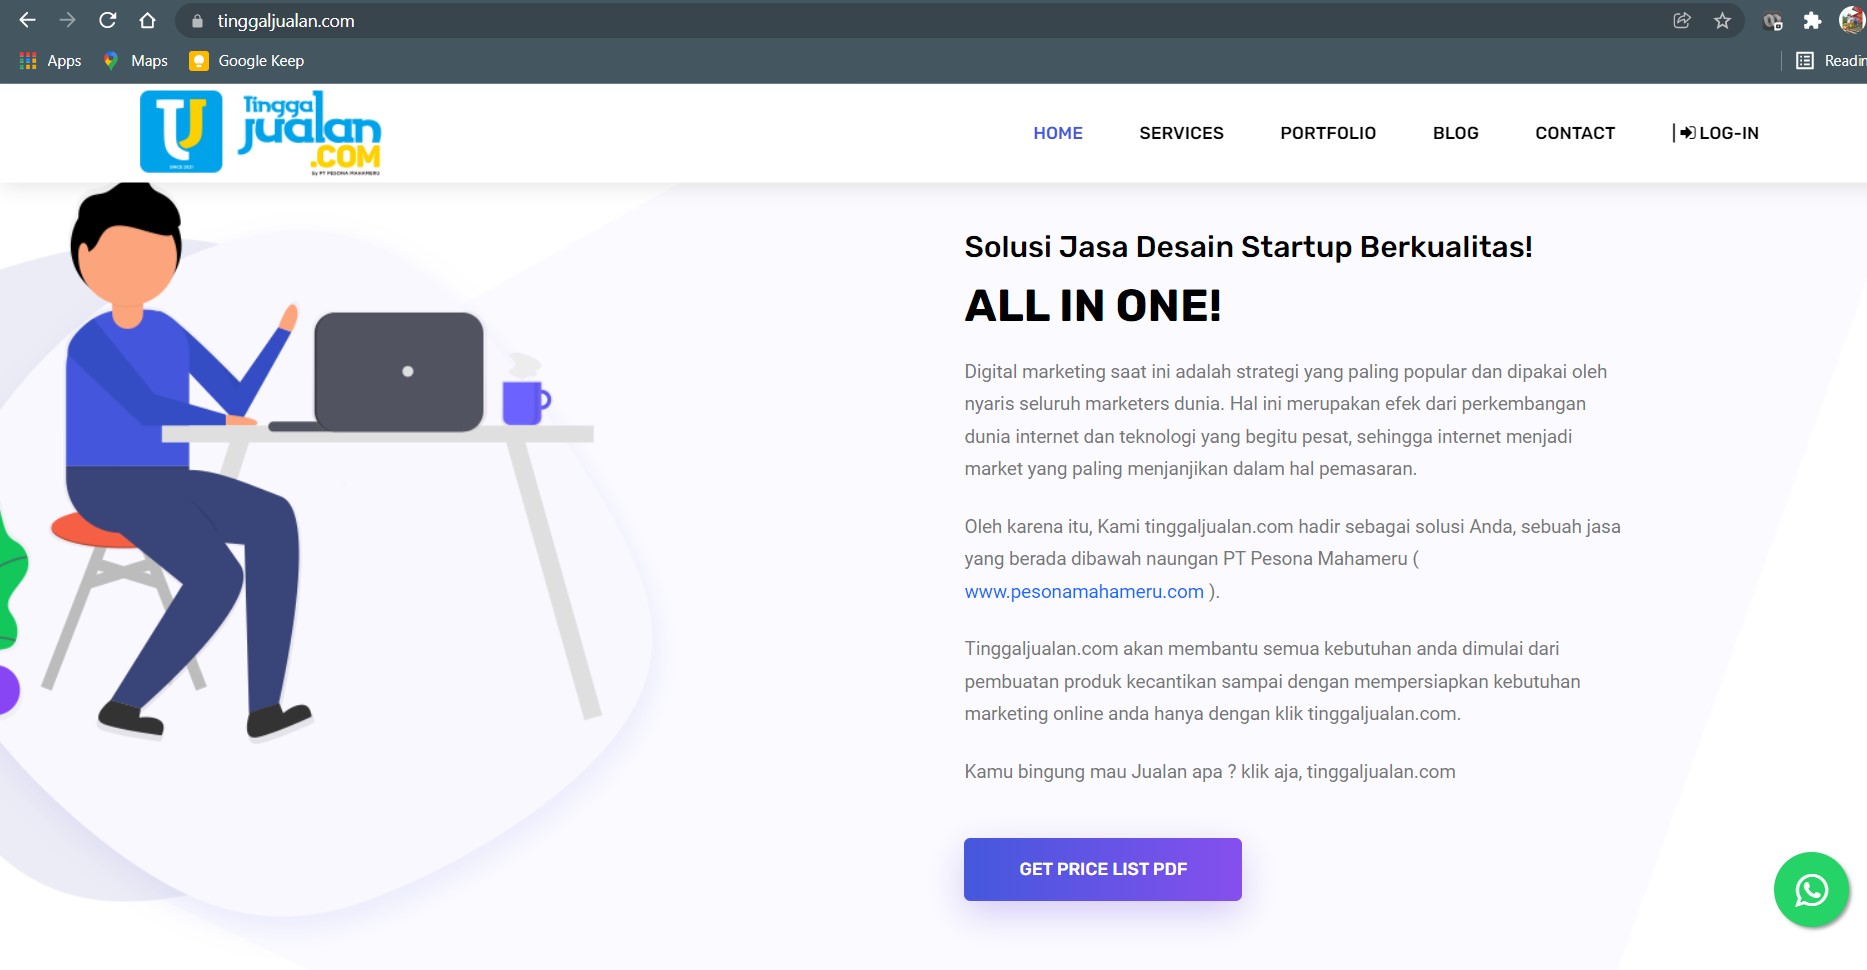 tinggaljualan.com
Apps
Maps
Google Keep
Readin
TJ
SINCE 2021
Tinggal
jualan
.COM
by PT PESONA MAHAMERU
HOME
SERVICES
PORTFOLIO
BLOG
CONTACT
| LOG-IN
Solusi Jasa Desain Startup Berkualitas!
ALL IN ONE!
Digital marketing saat ini adalah strategi yang paling popular dan dipakai oleh
nyaris seluruh marketers dunia. Hal ini merupakan efek dari perkembangan
dunia internet dan teknologi yang begitu pesat, sehingga internet menjadi
market yang paling menjanjikan dalam hal pemasaran.
Oleh karena itu, Kami tinggaljualan.com hadir sebagai solusi Anda, sebuah jasa
yang berada dibawah naungan PT Pesona Mahameru (
www.pesonamahameru.com ).
Tinggaljualan.com akan membantu semua kebutuhan anda dimulai dari
pembuatan produk kecantikan sampai dengan mempersiapkan kebutuhan
marketing online anda hanya dengan klik tinggaljualan.com.
Kamu bingung mau Jualan apa ? klik aja, tinggaljualan.com
GET PRICE LIST PDF